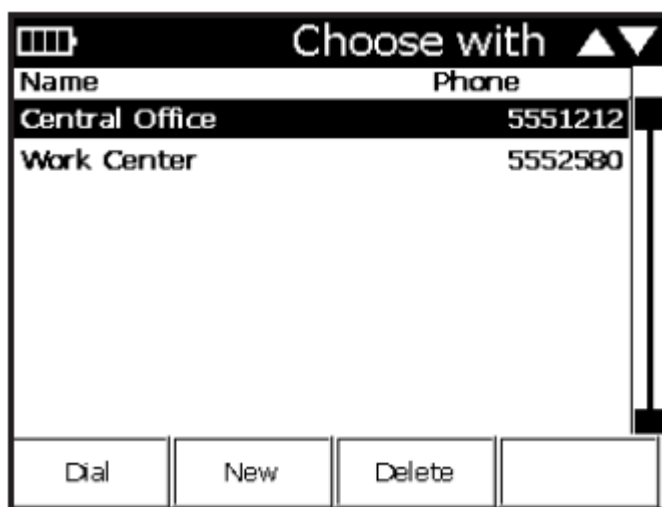 Choose with
Name Phone
Central Office 5551212
Work Center 5552580
Dial New Delete